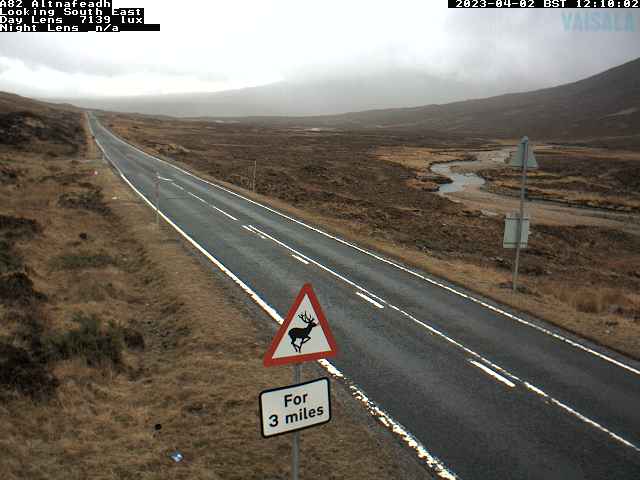 A82 Altnafeadh
Looking South East
Day Lens 7139 lux
Night Lens n/a
2023-04-02 BST 12:10:02
VAISALA
For
3 miles